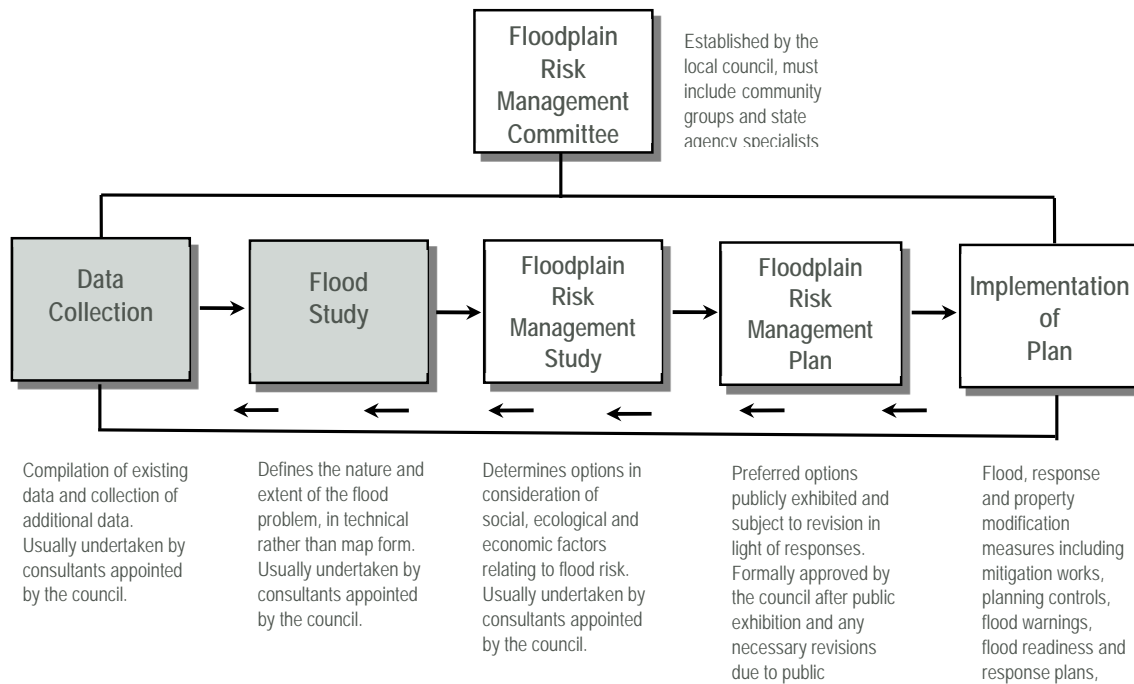 Floodplain
Risk
Management
Committee
Established by the
local council, must
include community
groups and state
agency specialists
Data
Collection
Flood
Study
Floodplain
Risk
Management
Study
Floodplain
Risk
Management
Plan
Implementation
of
Plan
Compilation of existing
data and collection of
additional data.
Usually undertaken by
consultants appointed
by the council.
Defines the nature and
extent of the flood
problem, in technical
rather than map form.
Usually undertaken by
consultants appointed
by the council.
Determines options in
consideration of
social, ecological and
economic factors
relating to flood risk.
Usually undertaken by
consultants appointed
by the council.
Preferred options
publicly exhibited and
subject to revision in
light of responses.
Formally approved by
the council after public
exhibition and any
necessary revisions
due to public
Flood, response
and property
modification
measures including
mitigation works,
planning controls,
flood warnings,
flood readiness and
response plans,